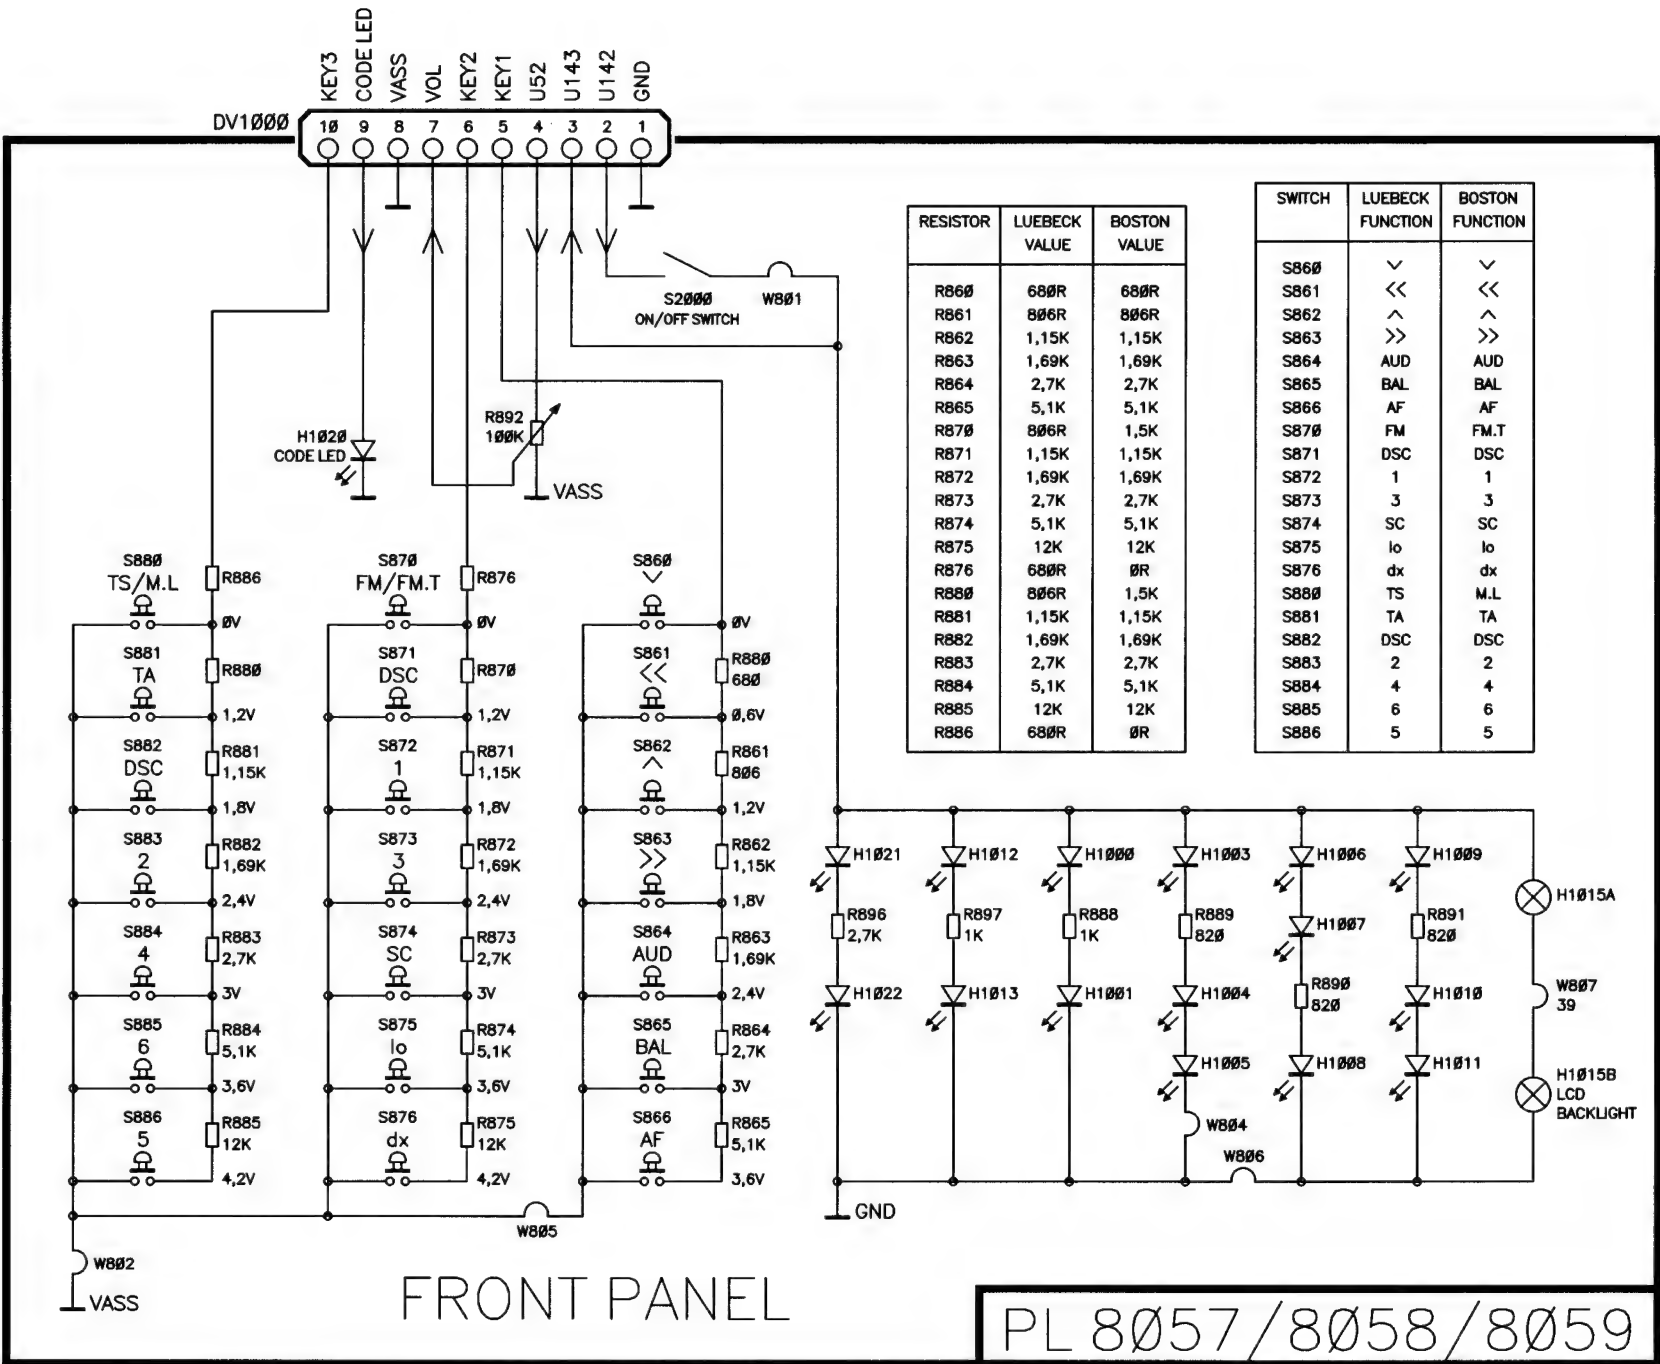 KEY3
CODE LED
VASS
VOL
KEY2
KEY1
U52
U143
U142
GND
DV1ØØØ
1Ø 9 8 7 6 5 4 3 2 1
S2ØØØ
ON/OFF SWITCH
W8Ø1
R892
1ØØK
H1Ø2Ø
CODE LED
VASS
RESISTOR LUEBECK VALUE BOSTON VALUE
R86Ø 68ØR 68ØR
R861 8Ø6R 8Ø6R
R862 1,15K 1,15K
R863 1,69K 1,69K
R864 2,7K 2,7K
R865 5,1K 5,1K
R87Ø 8Ø6R 1,5K
R871 1,15K 1,15K
R872 1,69K 1,69K
R873 2,7K 2,7K
R874 5,1K 5,1K
R875 12K 12K
R876 68ØR ØR
R88Ø 8Ø6R 1,5K
R881 1,15K 1,15K
R882 1,69K 1,69K
R883 2,7K 2,7K
R884 5,1K 5,1K
R885 12K 12K
R886 68ØR ØR
SWITCH LUEBECK FUNCTION BOSTON FUNCTION
S86Ø ∨ ∨
S861 << <<
S862 ∧ ∧
S863 >> >>
S864 AUD AUD
S865 BAL BAL
S866 AF AF
S87Ø FM FM.T
S871 DSC DSC
S872 1 1
S873 3 3
S874 SC SC
S875 lo lo
S876 dx dx
S88Ø TS M.L
S881 TA TA
S882 DSC DSC
S883 2 2
S884 4 4
S885 6 6
S886 5 5
S88Ø
TS/M.L
R886
ØV
S881
TA
R88Ø
1,2V
S882
DSC
R881
1,15K
1,8V
S883
2
R882
1,69K
2,4V
S884
4
R883
2,7K
3V
S885
6
R884
5,1K
3,6V
S886
5
R885
12K
4,2V
S87Ø
FM/FM.T
R876
ØV
S871
DSC
R87Ø
1,2V
S872
1
R871
1,15K
1,8V
S873
3
R872
1,69K
2,4V
S874
SC
R873
2,7K
3V
S875
lo
R874
5,1K
3,6V
S876
dx
R875
12K
4,2V
S86Ø
∨
ØV
S861
<<
R88Ø
68Ø
Ø,6V
S862
∧
R861
8Ø6
1,2V
S863
>>
R862
1,15K
1,8V
S864
AUD
R863
1,69K
2,4V
S865
BAL
R864
2,7K
3V
S866
AF
R865
5,1K
3,6V
W8Ø5
W8Ø2
VASS
H1Ø21 H1Ø12 H1ØØØ H1ØØ3 H1ØØ6 H1ØØ9
H1Ø15A
R896
2,7K
R897
1K
R888
1K
R889
82Ø
H1ØØ7
R891
82Ø
H1Ø22 H1Ø13 H1ØØ1 H1ØØ4
R89Ø
82Ø
H1Ø1Ø
W8Ø7
39
H1ØØ5 H1ØØ8 H1Ø11
H1Ø15B
LCD
BACKLIGHT
W8Ø4
W8Ø6
GND
FRONT PANEL
PL 8Ø57/8Ø58/8Ø59